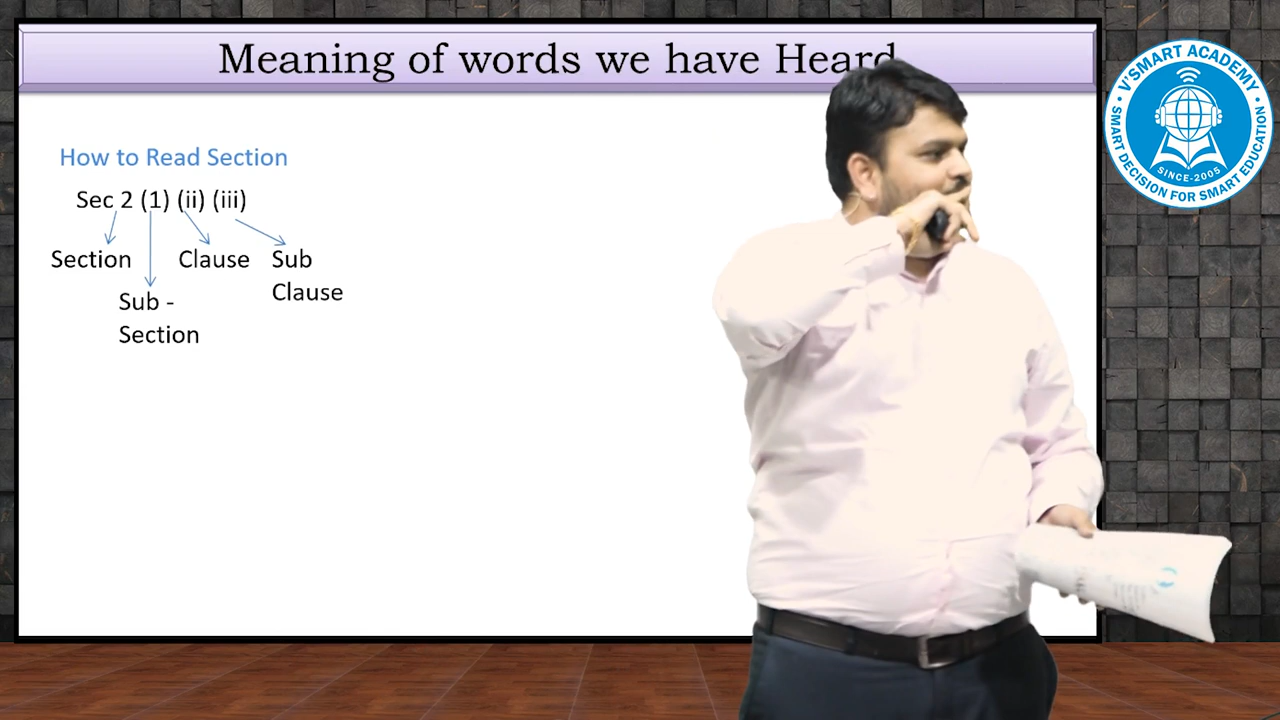 Meaning of words we have Heard
How to Read Section
Sec 2 (1) (ii) (iii)
Section
Clause
Sub
Clause
Sub -
Section
V'SMART ACADEMY
SMART DECISION FOR SMART EDUCATION
SINCE-2005